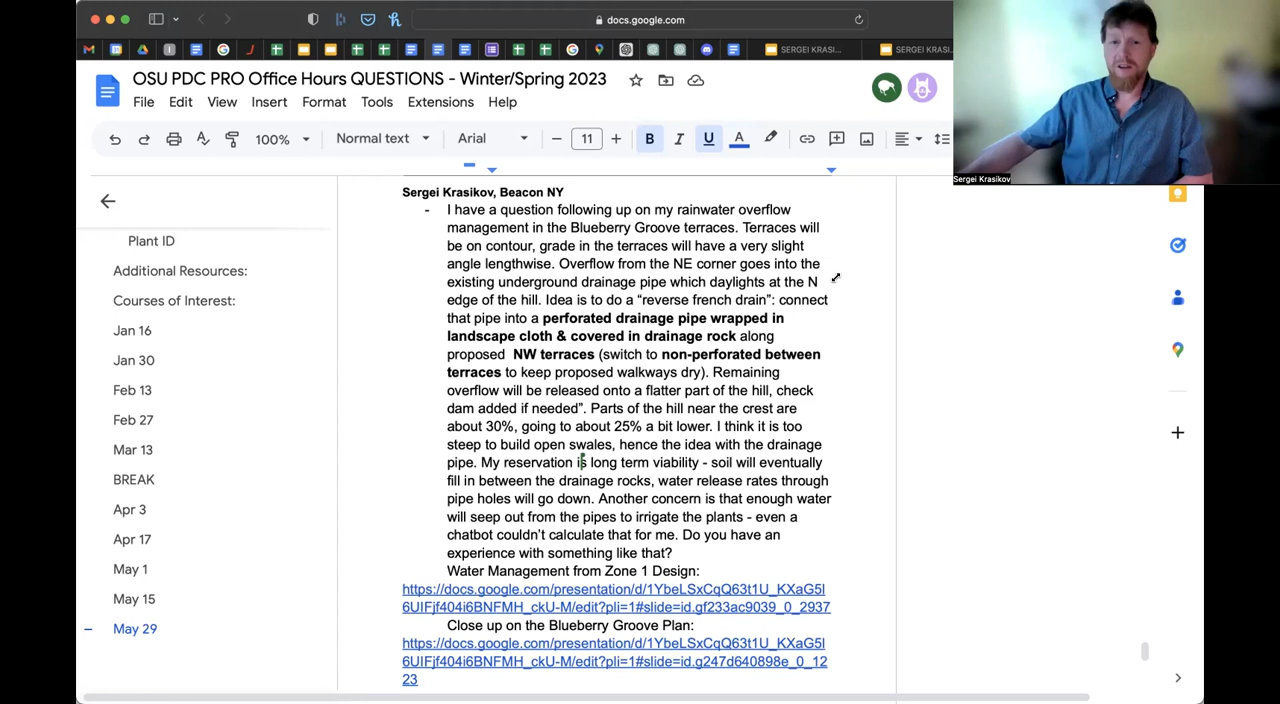 docs.google.com
SERGEI KRASI...
SERGEI KRASI...
OSU PDC PRO Office Hours QUESTIONS - Winter/Spring 2023
File Edit View Insert Format Tools Extensions Help
100% Normal text Arial 11 B I U A
Sergei Krasikov
Plant ID
Additional Resources:
Courses of Interest:
Jan 16
Jan 30
Feb 13
Feb 27
Mar 13
BREAK
Apr 3
Apr 17
May 1
May 15
May 29
Sergei Krasikov, Beacon NY
- I have a question following up on my rainwater overflow
management in the Blueberry Groove terraces. Terraces will
be on contour, grade in the terraces will have a very slight
angle lengthwise. Overflow from the NE corner goes into the
existing underground drainage pipe which daylights at the N
edge of the hill. Idea is to do a “reverse french drain”: connect
that pipe into a perforated drainage pipe wrapped in
landscape cloth & covered in drainage rock along
proposed NW terraces (switch to non-perforated between
terraces to keep proposed walkways dry). Remaining
overflow will be released onto a flatter part of the hill, check
dam added if needed”. Parts of the hill near the crest are
about 30%, going to about 25% a bit lower. I think it is too
steep to build open swales, hence the idea with the drainage
pipe. My reservation is long term viability - soil will eventually
fill in between the drainage rocks, water release rates through
pipe holes will go down. Another concern is that enough water
will seep out from the pipes to irrigate the plants - even a
chatbot couldn’t calculate that for me. Do you have an
experience with something like that?
Water Management from Zone 1 Design:
https://docs.google.com/presentation/d/1YbeLSxCqQ63t1U_KXaG5l
6UIFjf404i6BNFMH_ckU-M/edit?pli=1#slide=id.gf233ac9039_0_2937
Close up on the Blueberry Groove Plan:
https://docs.google.com/presentation/d/1YbeLSxCqQ63t1U_KXaG5l
6UIFjf404i6BNFMH_ckU-M/edit?pli=1#slide=id.g247d640898e_0_12
23